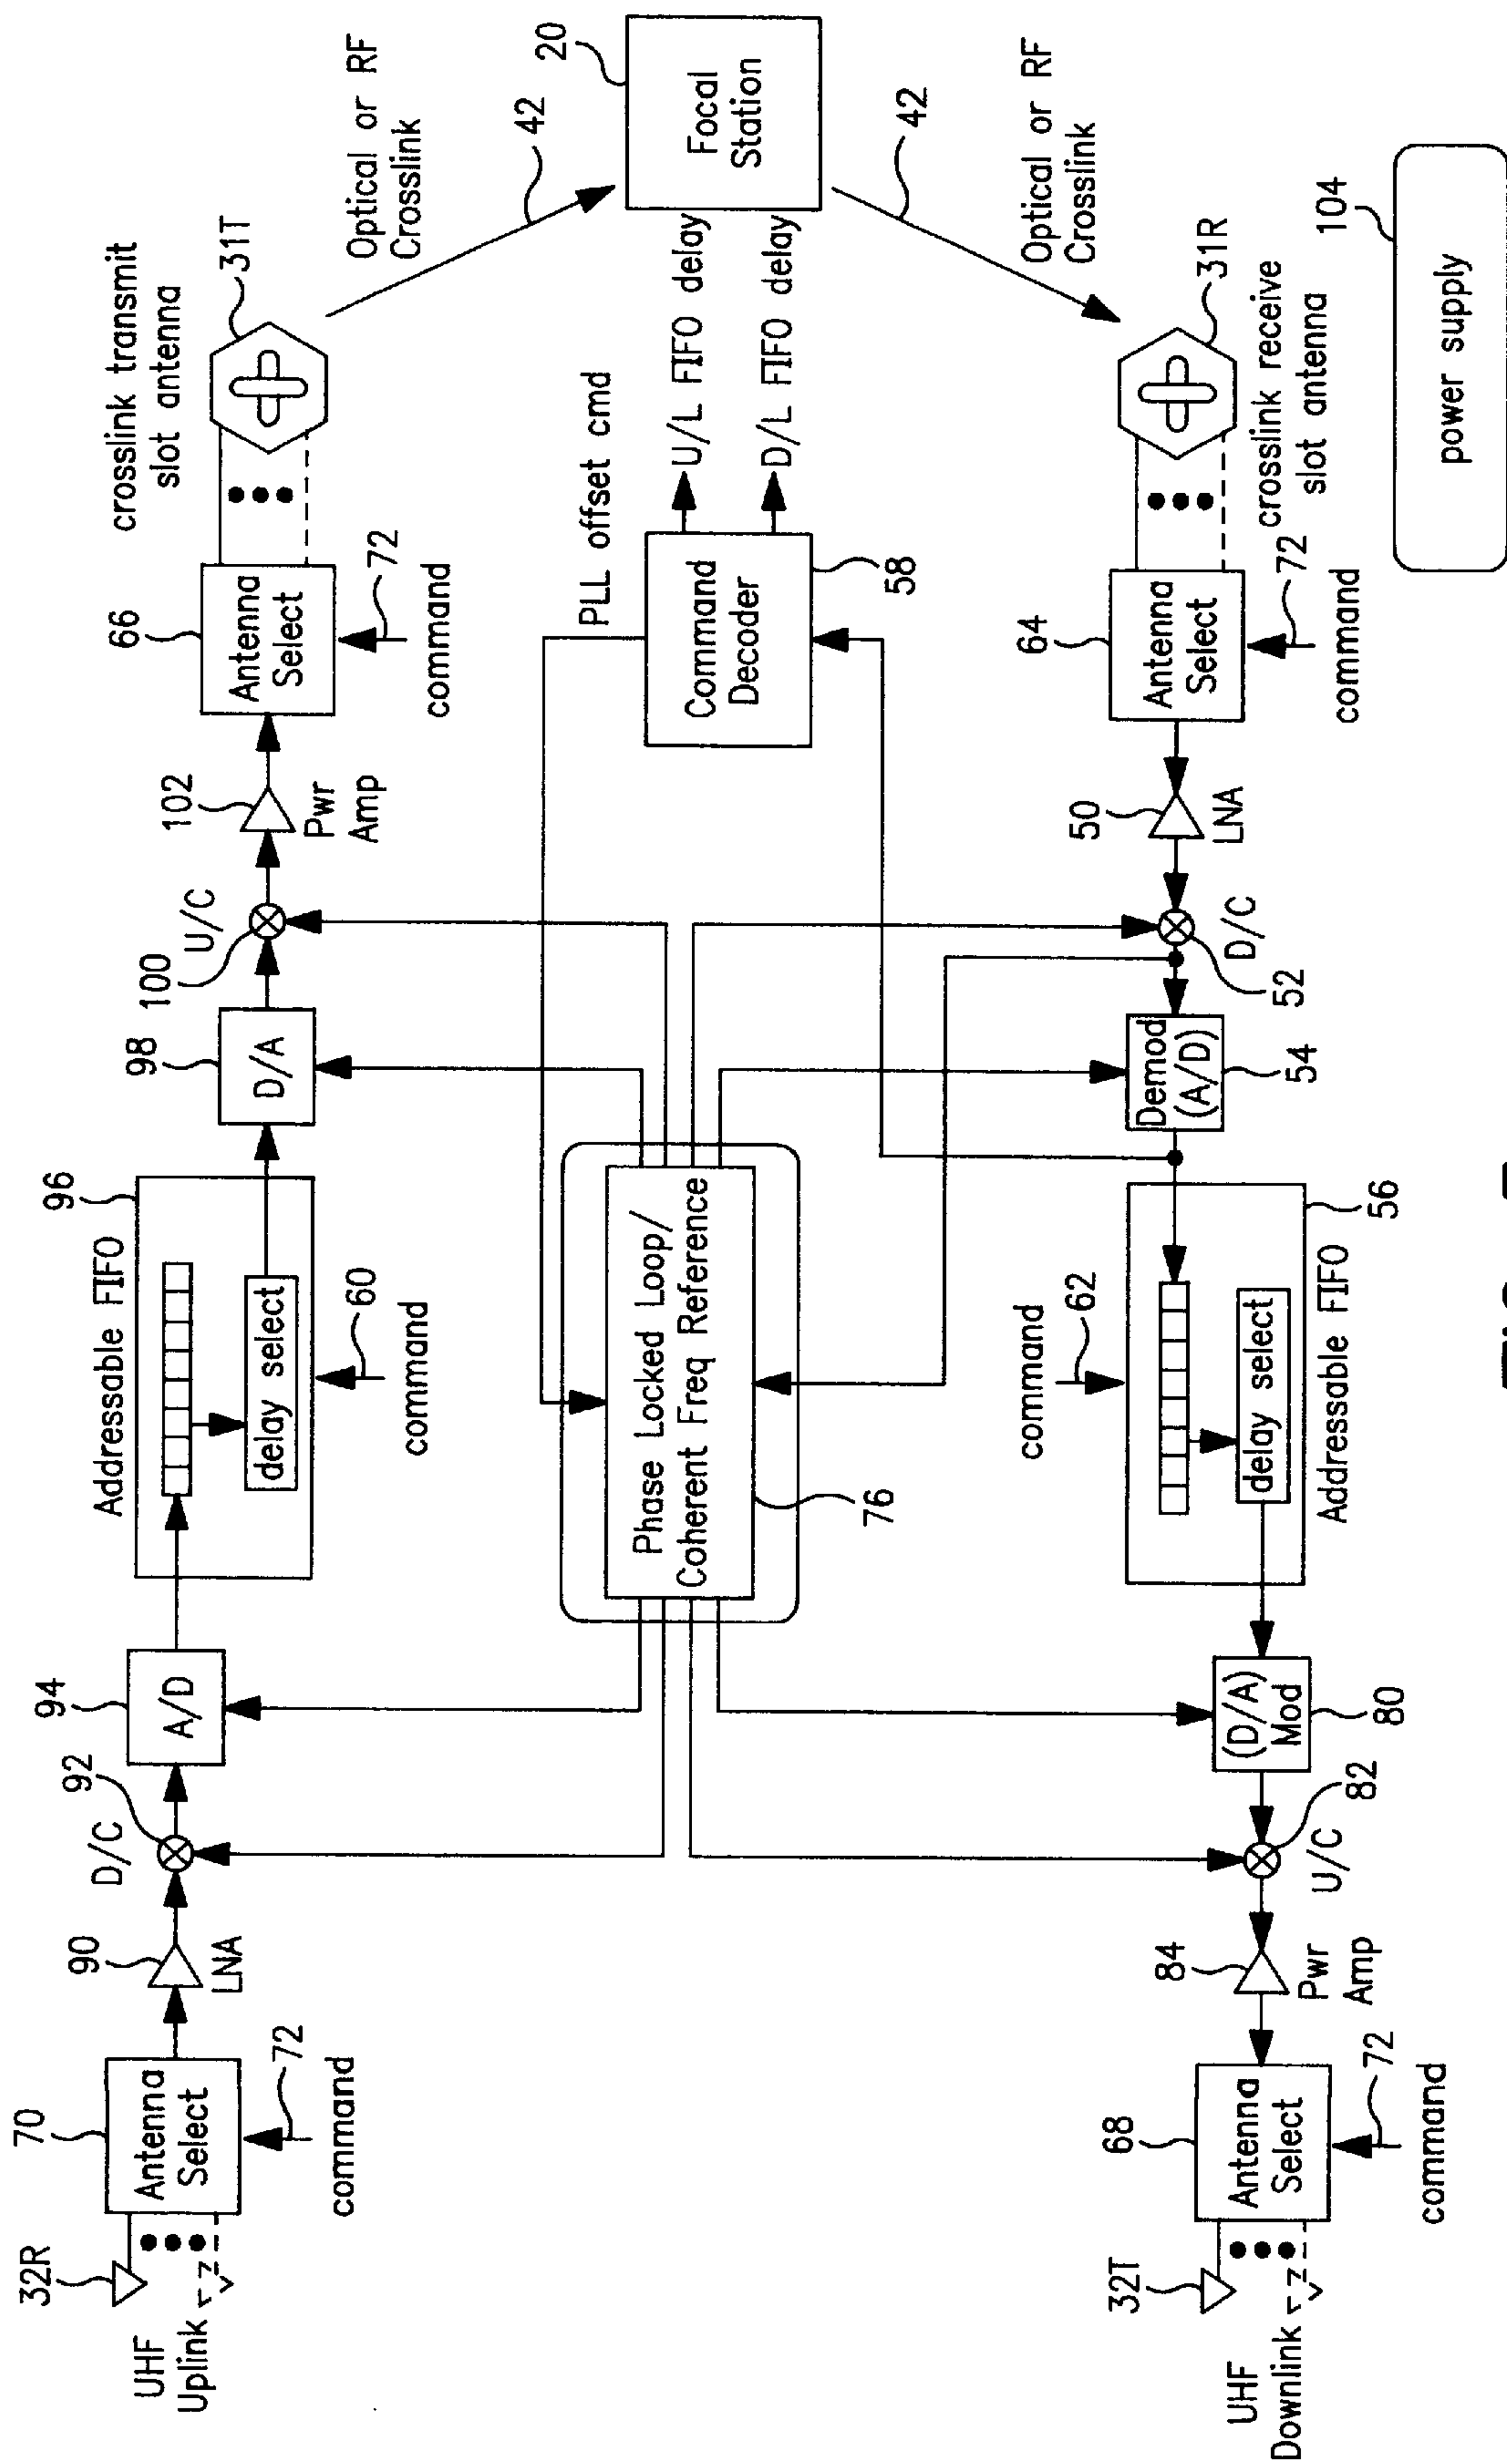 UHF
Uplink
32R
70
Antenna
Select
72
command
90
LNA
D/C
92
94
A/D
Addressable FIFO
96
delay select
60
command
98
D/A
100
U/C
102
Pwr
Amp
66
Antenna
Select
72
command
crosslink transmit
slot antenna
31T
Optical or RF
Crosslink
42
Phase Locked Loop/
Coherent Freq Reference
76
PLL offset cmd
Command
Decoder
58
U/L FIFO delay
D/L FIFO delay
20
Focal
Station
42
Optical or RF
Crosslink
UHF
Downlink
32T
68
Antenna
Select
72
command
84
Pwr
Amp
U/C
82
(D/A)
Mod
80
command
62
delay select
Addressable FIFO
56
Demod
(A/D)
54
52
D/C
50
LNA
64
Antenna
Select
72
command
crosslink receive
slot antenna
31R
104
power supply